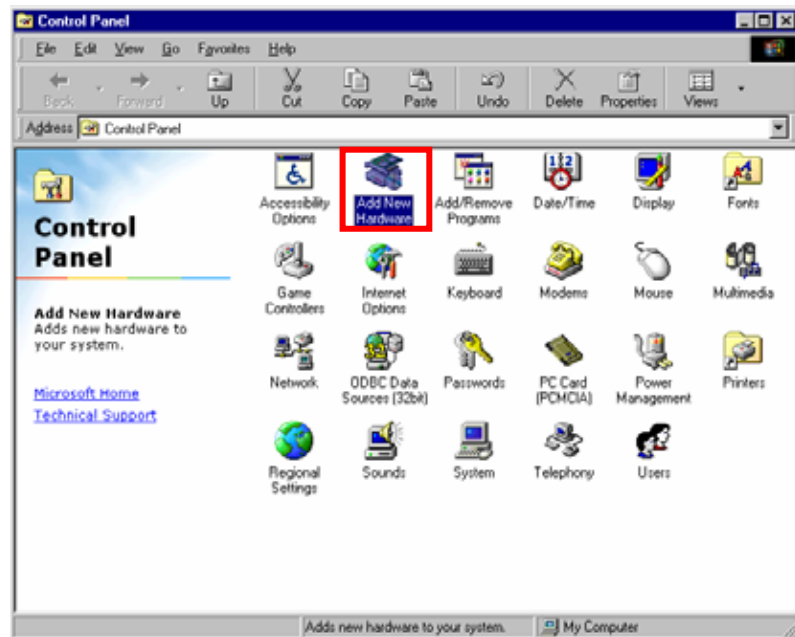 Control Panel
File Edit View Go Favorites Help
Back Forward Up Cut Copy Paste Undo Delete Properties Views
Address Control Panel
Control
Panel
Add New Hardware
Adds new hardware to
your system.
Microsoft Home
Technical Support
Accessibility
Options
Add New
Hardware
Add/Remove
Programs
Date/Time
Display
Fonts
Game
Controllers
Internet
Options
Keyboard
Modems
Mouse
Multimedia
Network
ODBC Data
Sources (32bit)
Passwords
PC Card
(PCMCIA)
Power
Management
Printers
Regional
Settings
Sounds
System
Telephony
Users
Adds new hardware to your system. My Computer